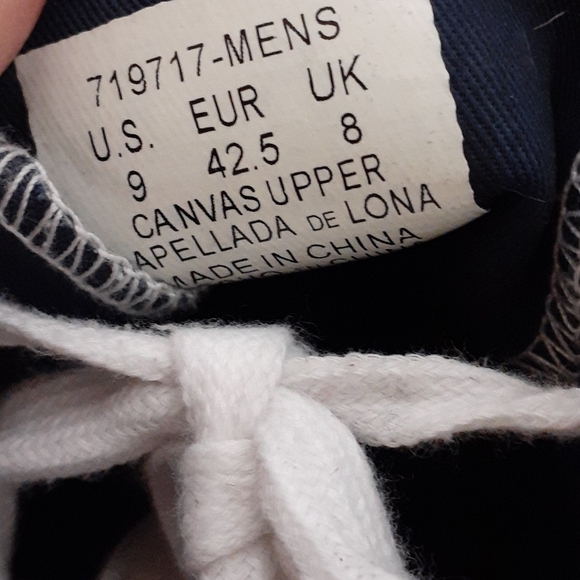 719717-MENS
U.S. EUR UK
9 42.5 8
CANVAS UPPER
APELLADA DE LONA
MADE IN CHINA